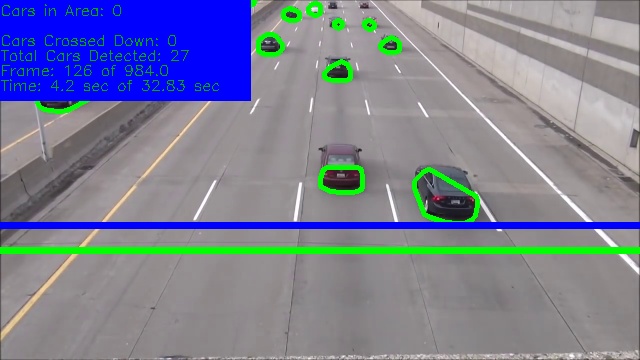 Cars in Area: 0
Cars Crossed Down: 0
Total Cars Detected: 27
Frame: 126 of 984.0
Time: 4.2 sec of 32.83 sec